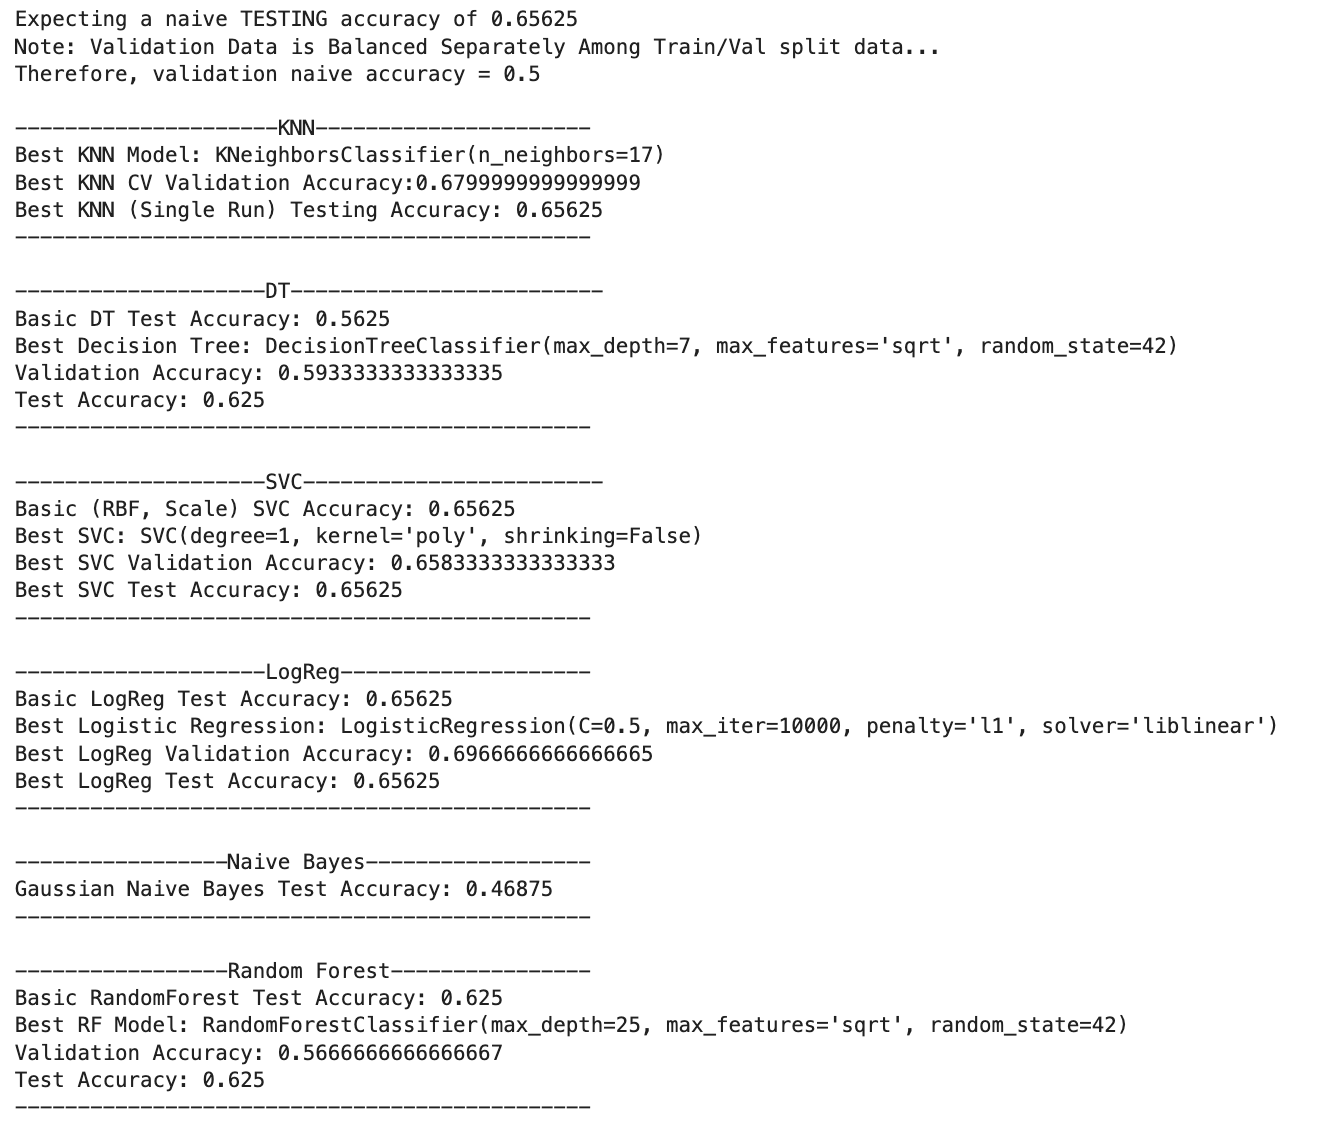 Expecting a naive TESTING accuracy of 0.65625
Note: Validation Data is Balanced Separately Among Train/Val split data...
Therefore, validation naive accuracy = 0.5
---------------------KNN----------------------
Best KNN Model: KNeighborsClassifier(n_neighbors=17)
Best KNN CV Validation Accuracy:0.6799999999999999
Best KNN (Single Run) Testing Accuracy: 0.65625
----------------------------------------------
--------------------DT-------------------------
Basic DT Test Accuracy: 0.5625
Best Decision Tree: DecisionTreeClassifier(max_depth=7, max_features='sqrt', random_state=42)
Validation Accuracy: 0.5933333333333335
Test Accuracy: 0.625
----------------------------------------------
--------------------SVC------------------------
Basic (RBF, Scale) SVC Accuracy: 0.65625
Best SVC: SVC(degree=1, kernel='poly', shrinking=False)
Best SVC Validation Accuracy: 0.6583333333333333
Best SVC Test Accuracy: 0.65625
----------------------------------------------
--------------------LogReg--------------------
Basic LogReg Test Accuracy: 0.65625
Best Logistic Regression: LogisticRegression(C=0.5, max_iter=10000, penalty='l1', solver='liblinear')
Best LogReg Validation Accuracy: 0.6966666666666665
Best LogReg Test Accuracy: 0.65625
----------------------------------------------
-----------------Naive Bayes------------------
Gaussian Naive Bayes Test Accuracy: 0.46875
----------------------------------------------
-----------------Random Forest----------------
Basic RandomForest Test Accuracy: 0.625
Best RF Model: RandomForestClassifier(max_depth=25, max_features='sqrt', random_state=42)
Validation Accuracy: 0.5666666666666667
Test Accuracy: 0.625
----------------------------------------------